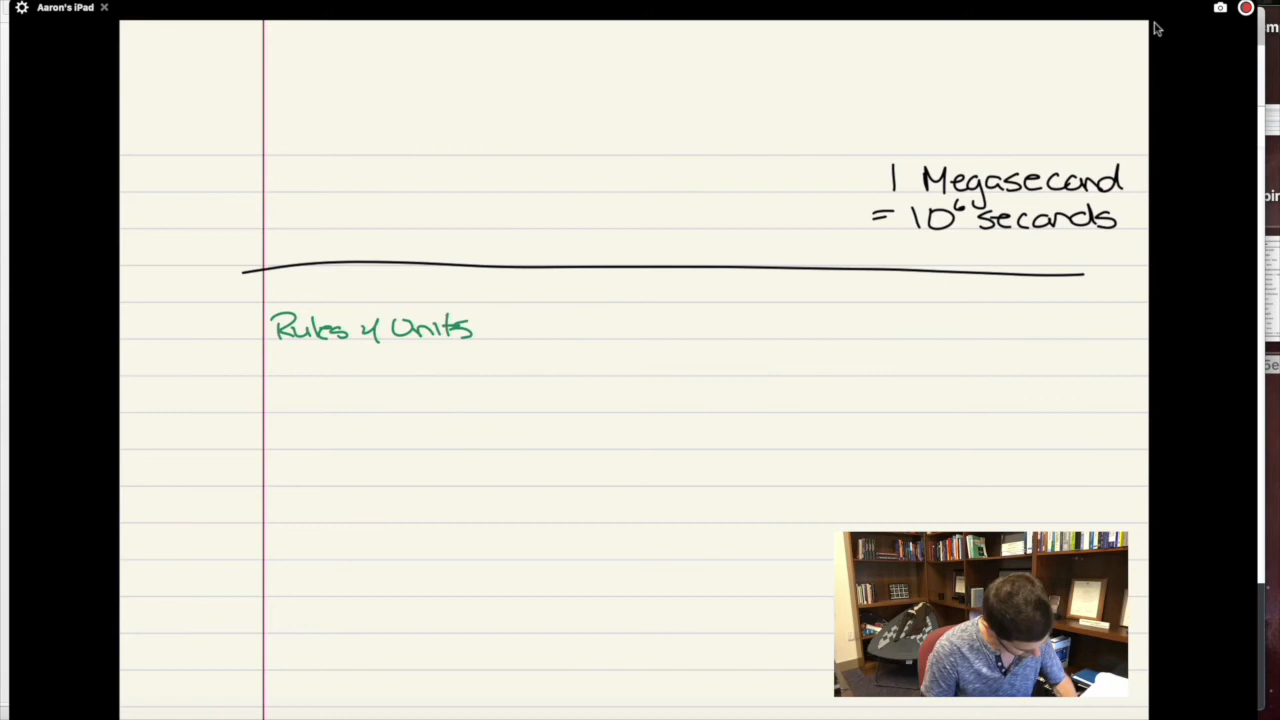 Aaron's iPad
1 Megasecond
= 10⁶ seconds
Rules of Units